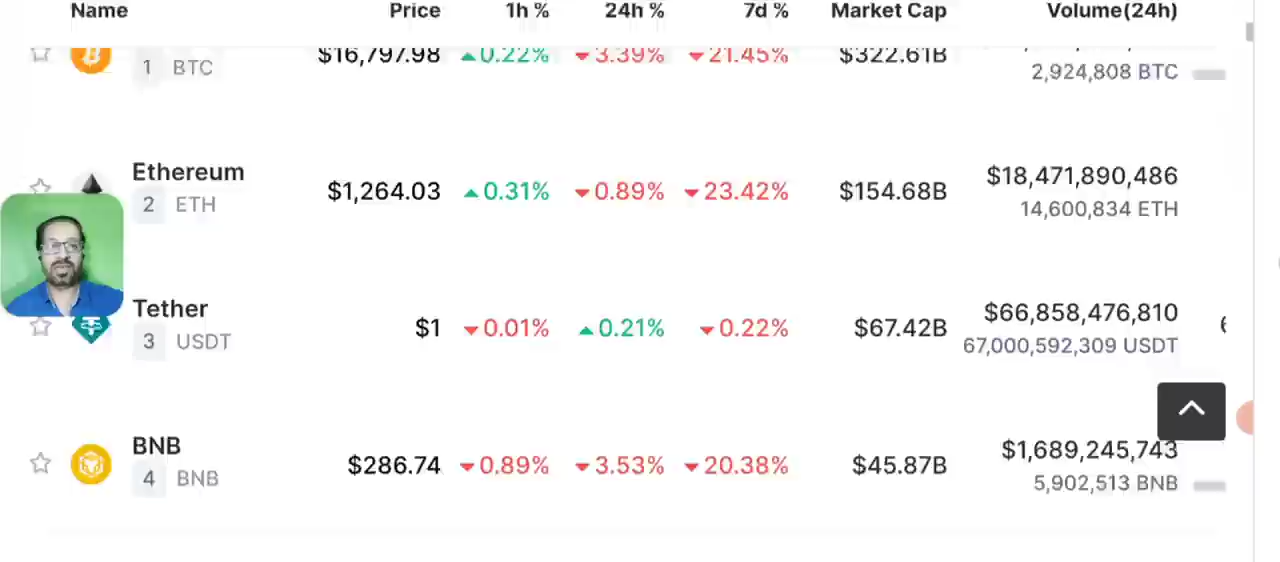 Name Price 1h % 24h % 7d % Market Cap Volume(24h)
$16,797.98 0.22% 3.39% 21.45% $322.61B
1 BTC 2,924,808 BTC
Ethereum
$1,264.03 0.31% 0.89% 23.42% $154.68B $18,471,890,486
2 ETH 14,600,834 ETH
Tether
$1 0.01% 0.21% 0.22% $67.42B $66,858,476,810
3 USDT 67,000,592,309 USDT
BNB
$286.74 0.89% 3.53% 20.38% $45.87B $1,689,245,743
4 BNB 5,902,513 BNB